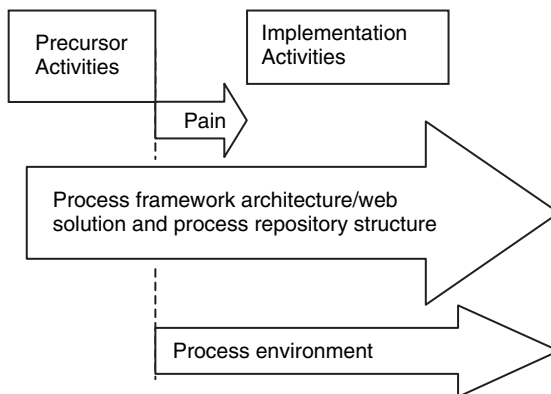 Precursor
Activities
Implementation
Activities
Pain
Process framework architecture/web
solution and process repository structure
Process environment